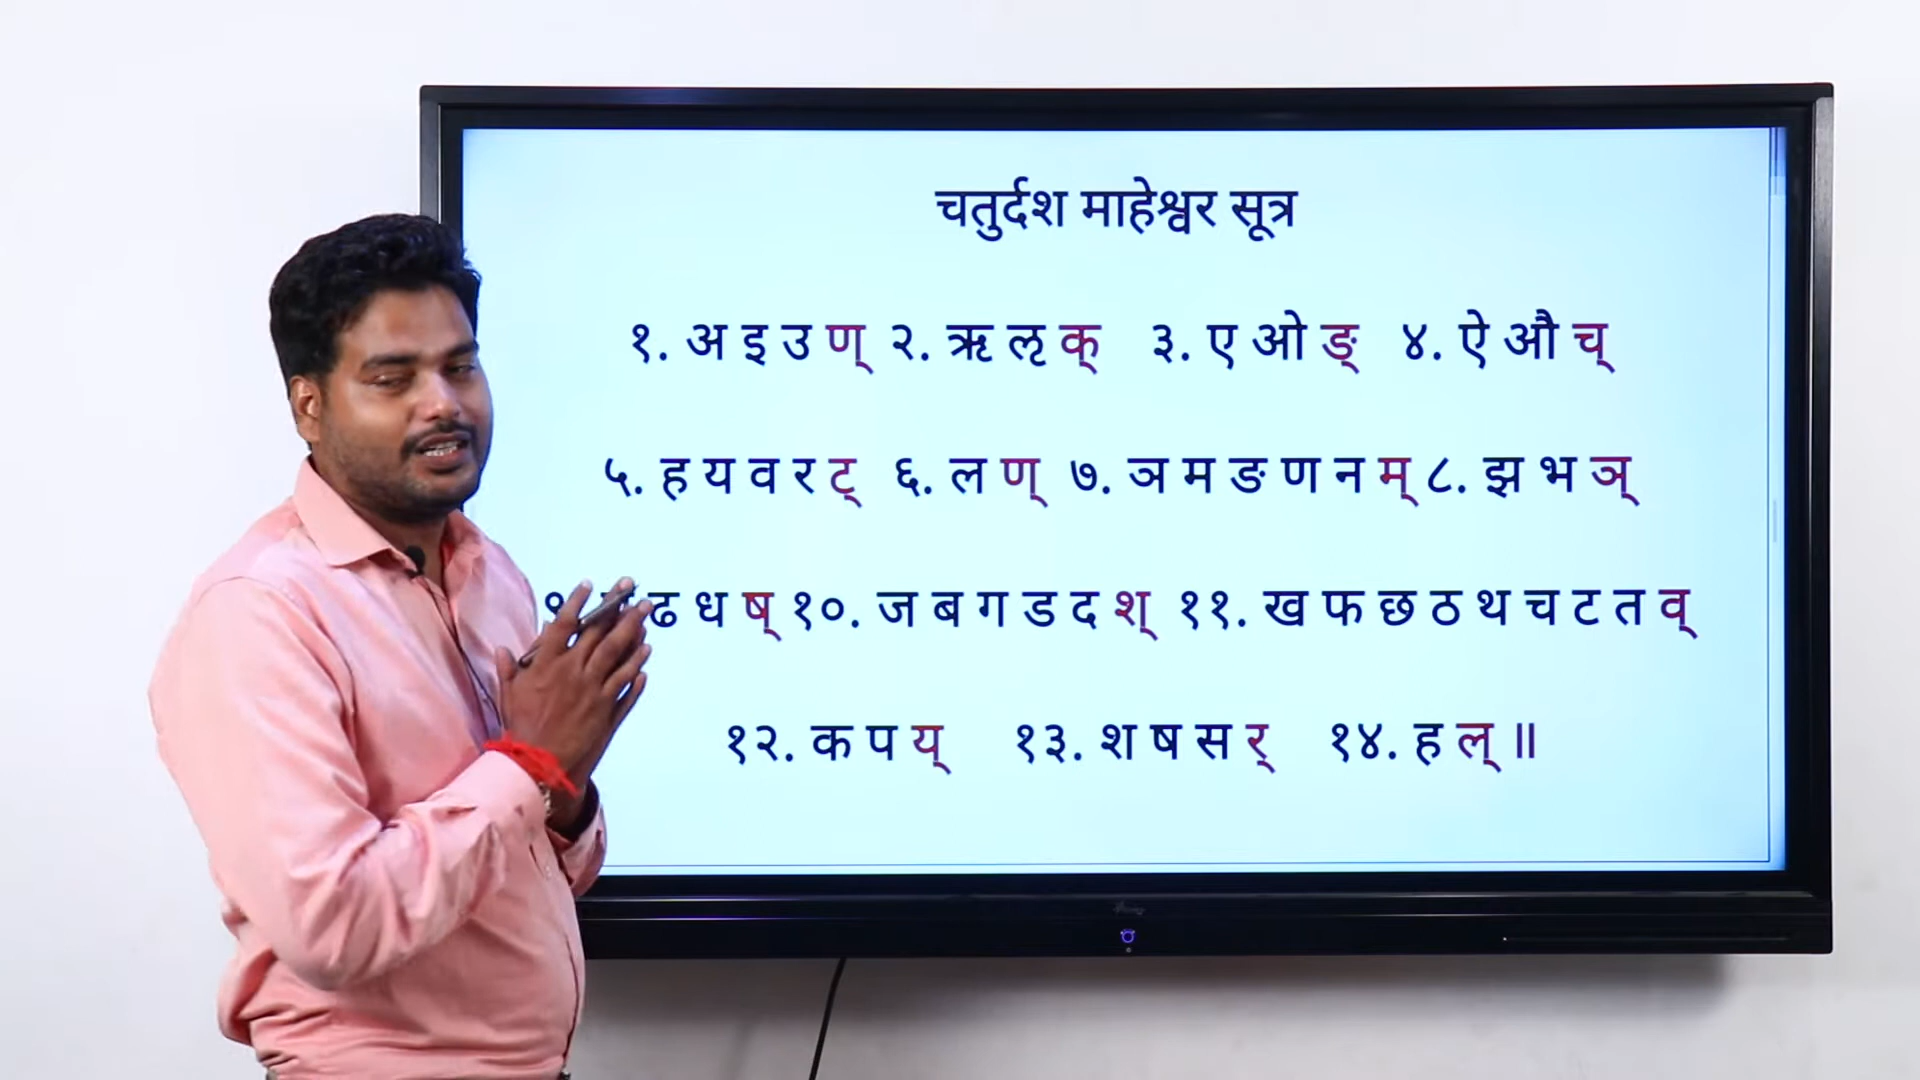 चतुर्दश माहेश्वर सूत्र
१. अ इ उ ण् २. ऋ ऌ क् ३. ए ओ ङ् ४. ऐ औ च्
५. ह य व र ट् ६. ल ण् ७. ञ म ङ ण न म् ८. झ भ ञ्
ढ ध ष् १०. ज ब ग ड द श् ११. ख फ छ ठ थ च ट त व्
१२. क प य् १३. श ष स र् १४. ह ल् ॥